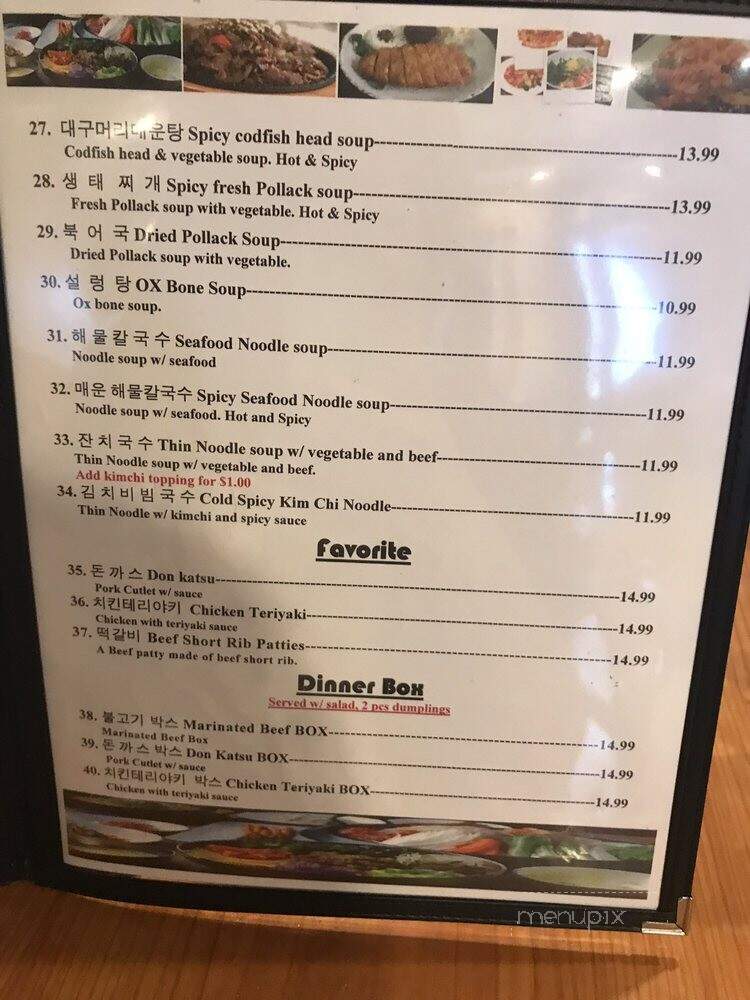 27. 대구머리매운탕 Spicy codfish head soup-----13.99
Codfish head & vegetable soup. Hot & Spicy
28. 생 태 찌 개 Spicy fresh Pollack soup-----13.99
Fresh Pollack soup with vegetable. Hot & Spicy
29. 북 어 국 Dried Pollack Soup-----11.99
Dried Pollack soup with vegetable.
30. 설 렁 탕 OX Bone Soup-----10.99
Ox bone soup.
31. 해 물 칼 국 수 Seafood Noodle soup-----11.99
Noodle soup w/ seafood
32. 매운 해물칼국수 Spicy Seafood Noodle soup-----11.99
Noodle soup w/ seafood. Hot and Spicy
33. 잔 치 국 수 Thin Noodle soup w/ vegetable and beef-----11.99
Thin Noodle soup w/ vegetable and beef.
Add kimchi topping for $1.00
34. 김 치 비 빔 국 수 Cold Spicy Kim Chi Noodle-----11.99
Thin Noodle w/ kimchi and spicy sauce
Favorite
35. 돈 까 스 Don katsu-----14.99
Pork Cutlet w/ sauce
36. 치킨테리야키 Chicken Teriyaki-----14.99
Chicken with teriyaki sauce
37. 떡갈비 Beef Short Rib Patties-----14.99
A Beef patty made of beef short rib.
Dinner Box
Served w/ salad, 2 pcs dumplings
38. 불고기 박스 Marinated Beef BOX-----14.99
Marinated Beef Box
39. 돈 까 스 박스 Don Katsu BOX-----14.99
Pork Cutlet w/ sauce
40. 치킨테리야키 박스 Chicken Teriyaki BOX-----14.99
Chicken with teriyaki sauce
menupix